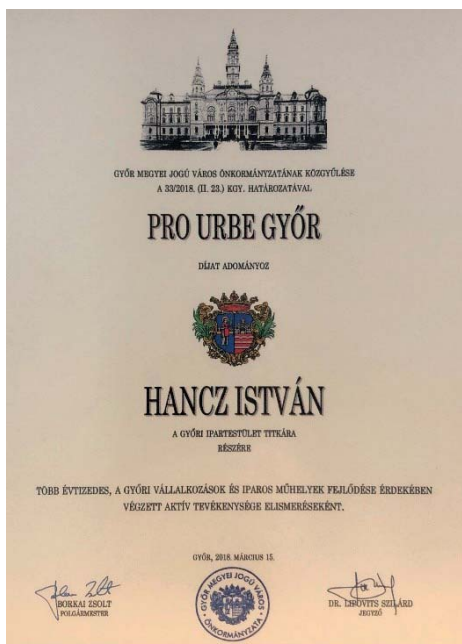 GYŐR MEGYEI JOGÚ VÁROS ÖNKORMÁNYZATÁNAK KÖZGYŰLÉSE
A 33/2018. (II. 23.) KGY. HATÁROZATÁVAL
PRO URBE GYŐR
DÍJAT ADOMÁNYOZ
HANCZ ISTVÁN
A GYŐRI IPARTESTÜLET TITKÁRA
RÉSZÉRE
TÖBB ÉVTIZEDES, A GYŐRI VÁLLALKOZÁSOK ÉS IPAROS MŰHELYEK FEJLŐDÉSE ÉRDEKÉBEN
VÉGZETT AKTÍV TEVÉKENYSÉGE ELISMERÉSEKÉNT.
GYŐR, 2018. MÁRCIUS 15.
BORKAI ZSOLT
POLGÁRMESTER
GYŐR MEGYEI JOGÚ VÁROS
ÖNKORMÁNYZATA
DR. LIPOVITS SZILÁRD
JEGYZŐ